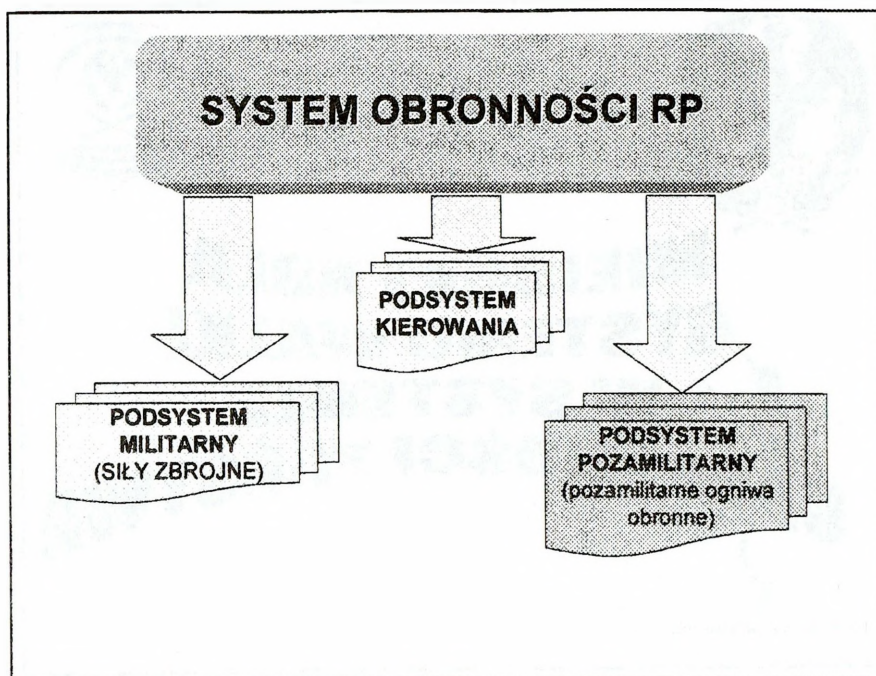 SYSTEM OBRONNOŚCI RP
PODSYSTEM
KIEROWANIA
PODSYSTEM
MILITARNY
(SIŁY ZBROJNE)
PODSYSTEM
POZAMILITARNY
(pozamilitarne ogniwa
obronne)